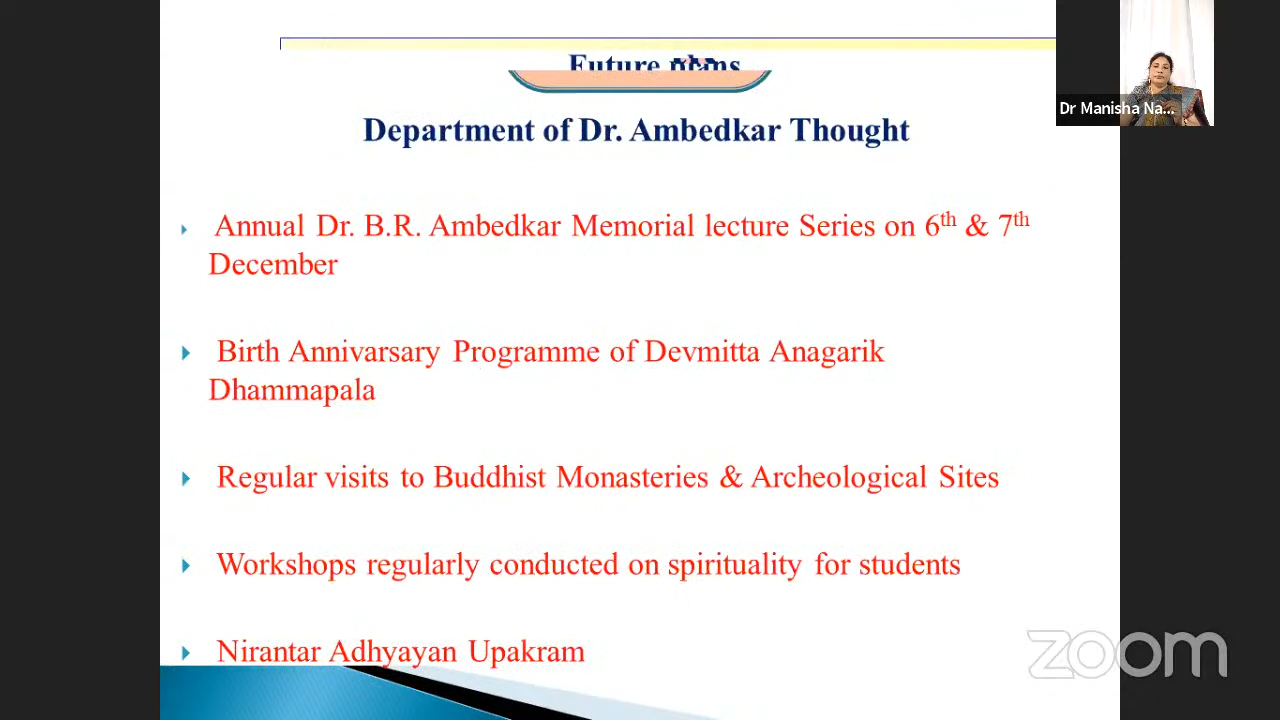 Future plans
Dr Manisha Na...
Department of Dr. Ambedkar Thought
Annual Dr. B.R. Ambedkar Memorial lecture Series on 6th & 7th
December
Birth Annivarsary Programme of Devmitta Anagarik
Dhammapala
Regular visits to Buddhist Monasteries & Archeological Sites
Workshops regularly conducted on spirituality for students
Nirantar Adhyayan Upakram
zoom